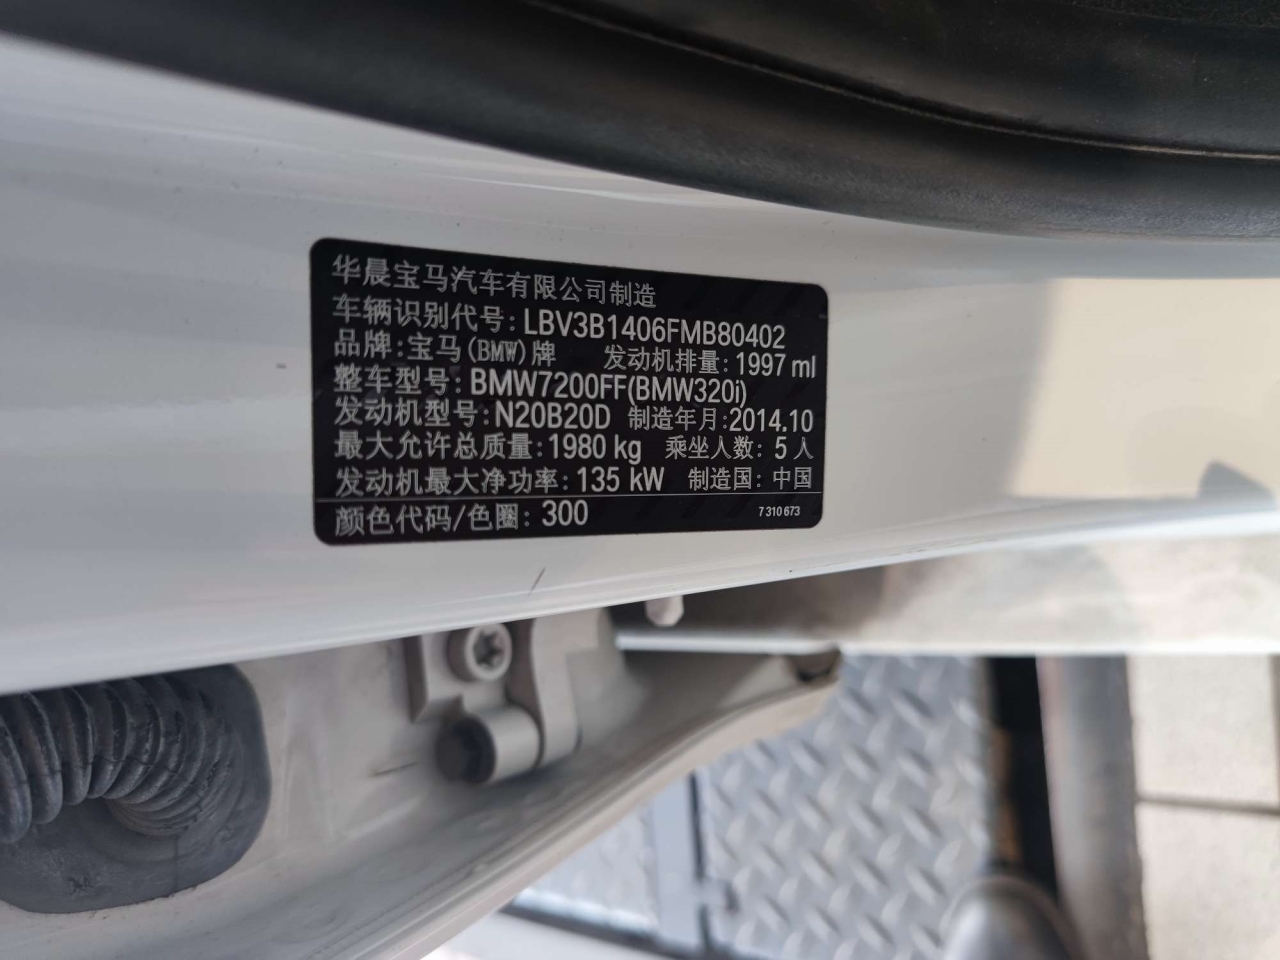 华晨宝马汽车有限公司制造
车辆识别代号: LBV3B1406FMB80402
品牌: 宝马(BMW)牌 发动机排量: 1997 ml
整车型号: BMW7200FF(BMW320i)
发动机型号: N20B20D 制造年月: 2014.10
最大允许总质量: 1980 kg 乘坐人数: 5 人
发动机最大净功率: 135 kW 制造国: 中国
颜色代码/色圈: 300 7 310 673